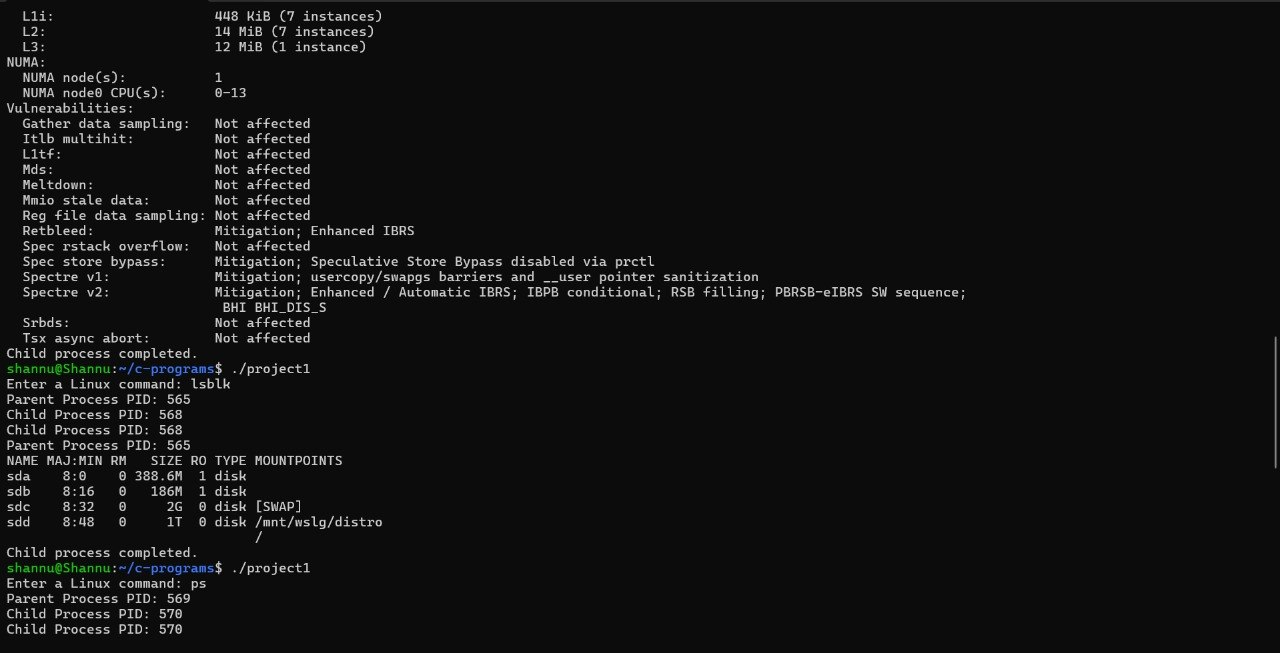 L1i: 448 KiB (7 instances)
L2: 14 MiB (7 instances)
L3: 12 MiB (1 instance)
NUMA:
NUMA node(s): 1
NUMA node0 CPU(s): 0-13
Vulnerabilities:
Gather data sampling: Not affected
Itlb multihit: Not affected
L1tf: Not affected
Mds: Not affected
Meltdown: Not affected
Mmio stale data: Not affected
Reg file data sampling: Not affected
Retbleed: Mitigation; Enhanced IBRS
Spec rstack overflow: Not affected
Spec store bypass: Mitigation; Speculative Store Bypass disabled via prctl
Spectre v1: Mitigation; usercopy/swapgs barriers and __user pointer sanitization
Spectre v2: Mitigation; Enhanced / Automatic IBRS; IBPB conditional; RSB filling; PBRSB-eIBRS SW sequence;
BHI BHI_DIS_S
Srbds: Not affected
Tsx async abort: Not affected
Child process completed.
shannu@Shannu:~/c-programs$ ./project1
Enter a Linux command: lsblk
Parent Process PID: 565
Child Process PID: 568
Child Process PID: 568
Parent Process PID: 565
NAME MAJ:MIN RM SIZE RO TYPE MOUNTPOINTS
sda 8:0 0 388.6M 1 disk
sdb 8:16 0 186M 1 disk
sdc 8:32 0 2G 0 disk [SWAP]
sdd 8:48 0 1T 0 disk /mnt/wslg/distro
/
Child process completed.
shannu@Shannu:~/c-programs$ ./project1
Enter a Linux command: ps
Parent Process PID: 569
Child Process PID: 570
Child Process PID: 570